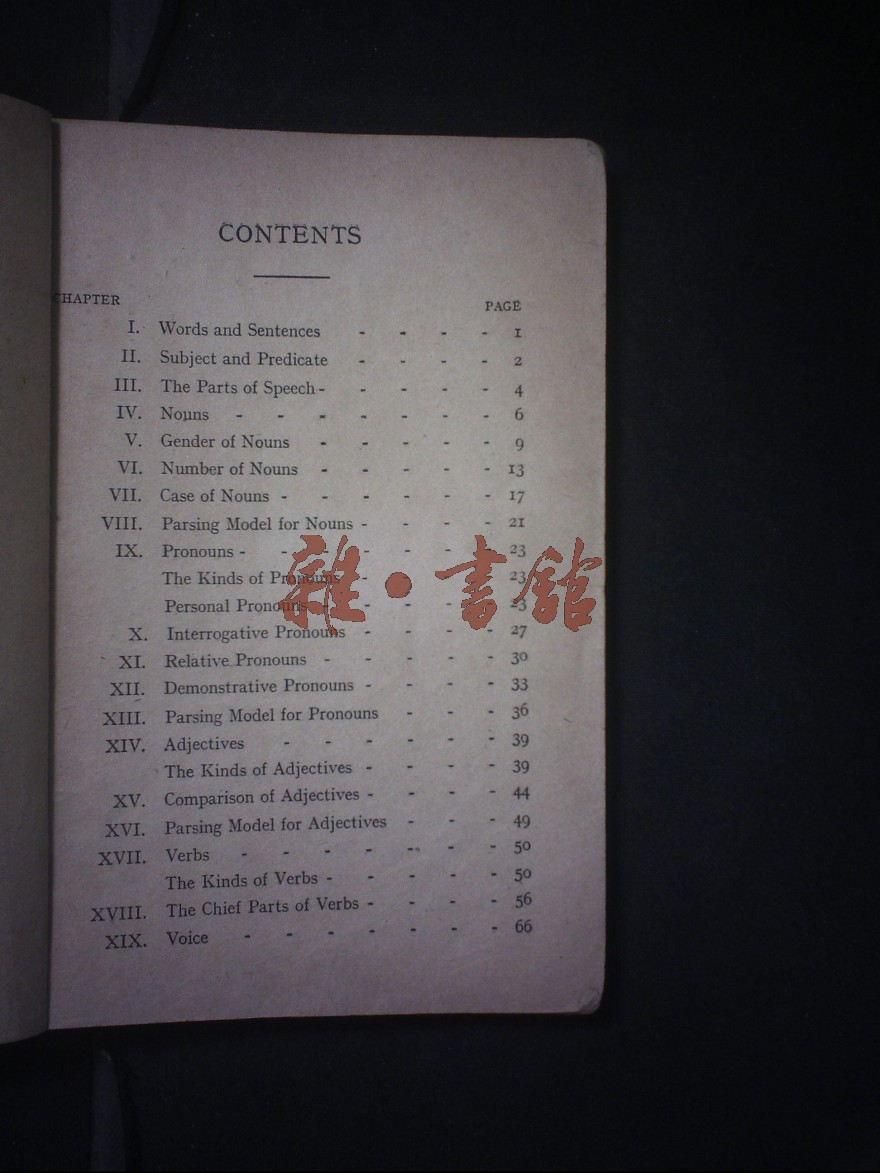 CONTENTS
CHAPTER PAGE
I. Words and Sentences - - - - 1
II. Subject and Predicate - - - - 2
III. The Parts of Speech - - - - - 4
IV. Nouns - - - - - - - 6
V. Gender of Nouns - - - - - 9
VI. Number of Nouns - - - - - 13
VII. Case of Nouns - - - - - - 17
VIII. Parsing Model for Nouns - - - - 21
IX. Pronouns - - - - - - - 23
The Kinds of Pronouns - - - - 23
Personal Pronouns - - - - - 23
X. Interrogative Pronouns - - - - 27
XI. Relative Pronouns - - - - - 30
XII. Demonstrative Pronouns - - - - 33
XIII. Parsing Model for Pronouns - - - 36
XIV. Adjectives - - - - - - 39
The Kinds of Adjectives - - - - 39
XV. Comparison of Adjectives - - - - 44
XVI. Parsing Model for Adjectives - - - 49
XVII. Verbs - - - - - - - 50
The Kinds of Verbs - - - - - 50
XVIII. The Chief Parts of Verbs - - - - 56
XIX. Voice - - - - - - - 66
雜·書館